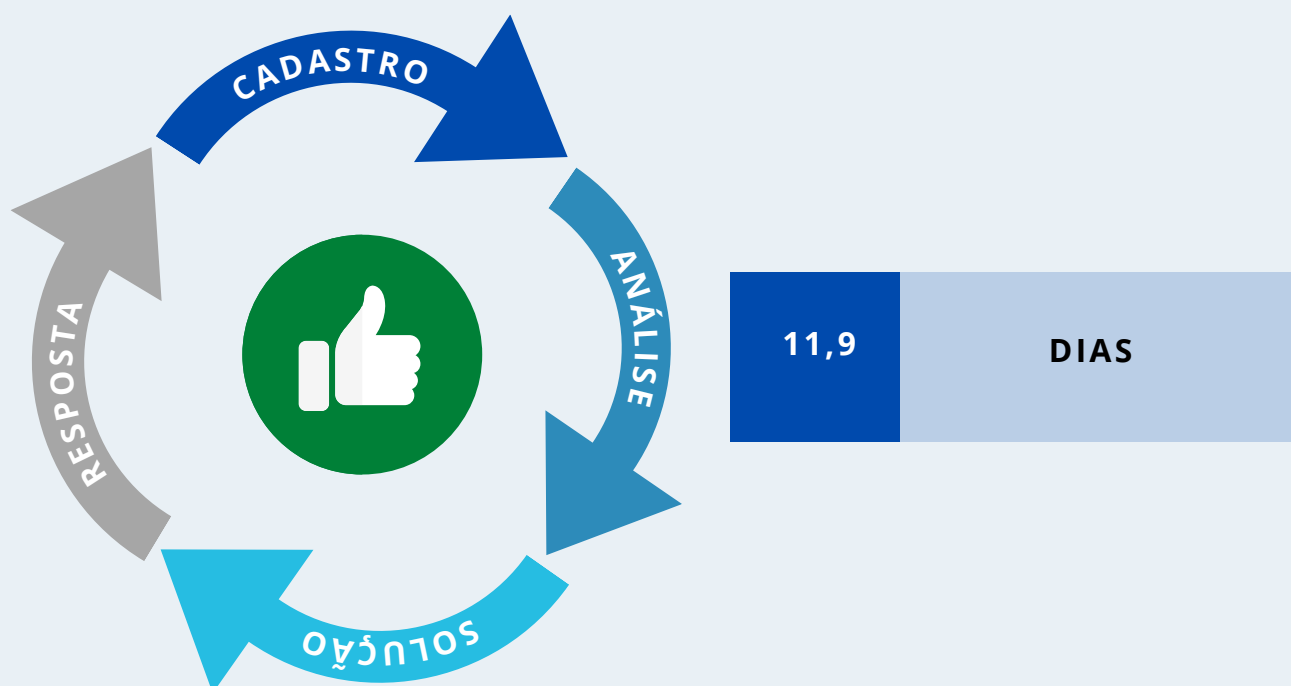 CADASTRO
ANÁLISE
SOLUÇÃO
RESPOSTA
11,9
DIAS